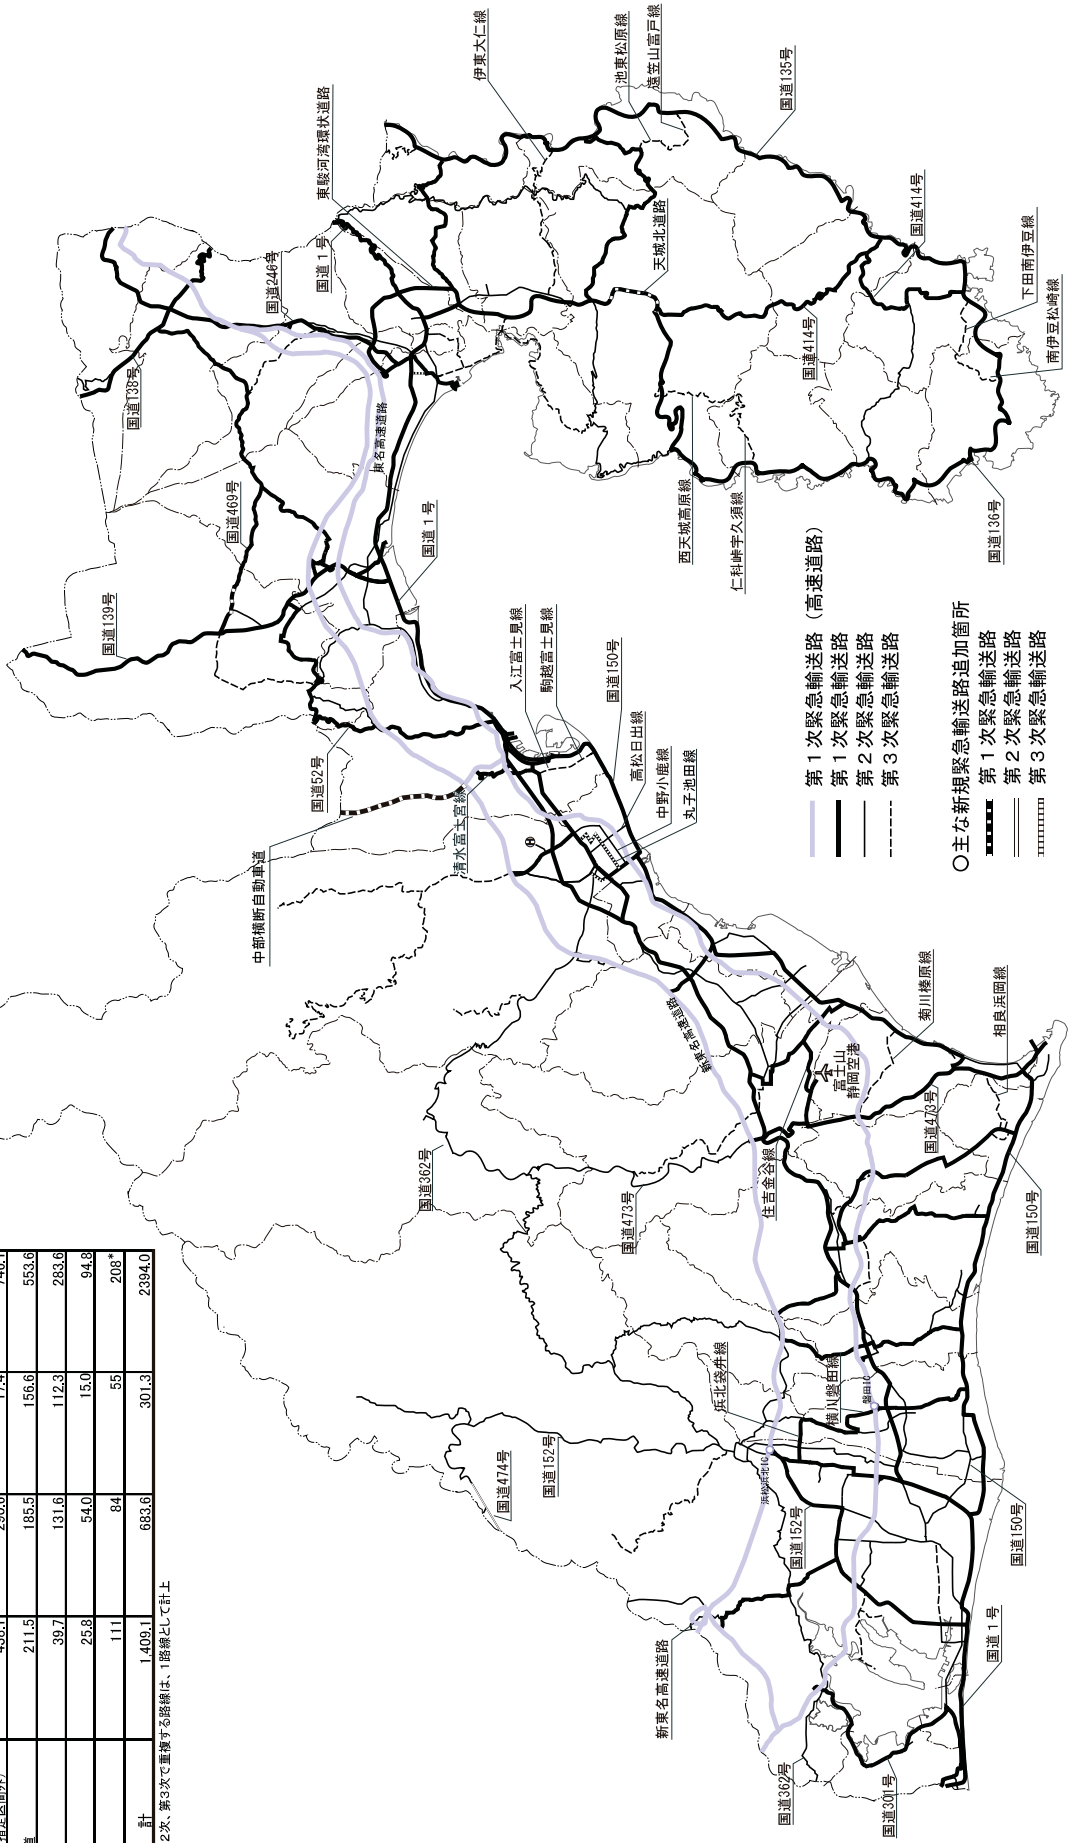 211.5 185.5 156.6 553.6
39.7 131.6 112.3 283.6
25.8 54.0 15.0 94.8
111 84 55 208*
計 1,409.1 683.6 301.3 2394.0
2次、第3次で重複する路線は、1路線として計上
伊東大仁線
池東松原線
遠笠山富戸線
国道135号
東駿河湾環状道路
国道1号
国道246号
国道138号
天城北道路
国道414号
下田南伊豆線
南伊豆松崎線
国道414号
東名高速道路
国道469号
国道139号
国道1号
西天城高原線
仁科峠宇久須線
国道136号
国道52号
入江富士見線
駒越富士見線
国道150号
高松日出線
中野小鹿線
丸子池田線
清水富士宮線
中部横断自動車道
H
新東名高速道路
富士山
静岡空港
菊川榛原線
相良浜岡線
国道473号
国道362号
国道473号
住吉金谷線
国道150号
浜北袋井線
横川磐田線
磐田IC
浜松浜北IC
国道474号
国道152号
国道152号
国道150号
新東名高速道路
国道1号
国道362号
国道301号
第1次緊急輸送路(高速道路)
第1次緊急輸送路
第2次緊急輸送路
第3次緊急輸送路
○主な新規緊急輸送路追加箇所
第1次緊急輸送路
第2次緊急輸送路
第3次緊急輸送路